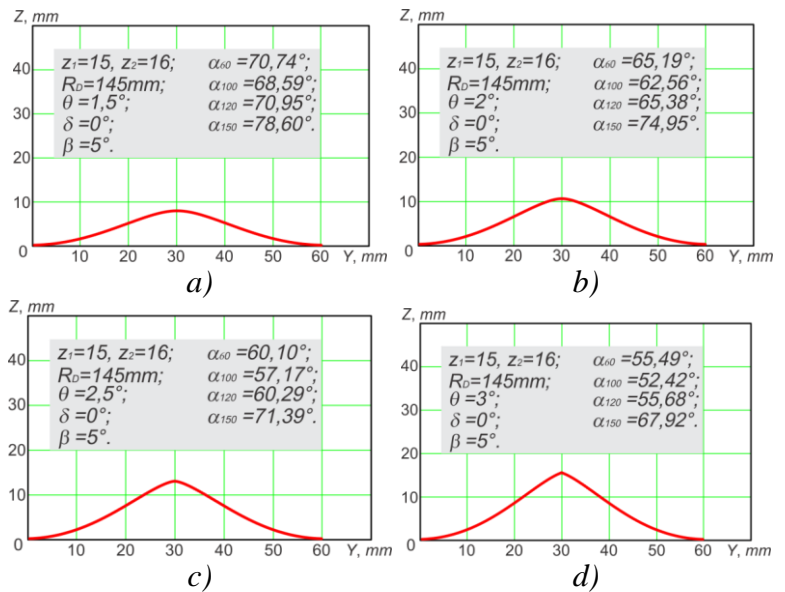 Z, mm
z₁=15, z₂=16; α₆₀ =70,74°;
R_D=145mm; α₁₀₀ =68,59°;
θ =1,5°; α₁₂₀ =70,95°;
δ =0°; α₁₅₀ =78,60°.
β =5°.
40
30
20
10
0
10 20 30 40 50 60 Y, mm
a)
Z, mm
z₁=15, z₂=16; α₆₀ =65,19°;
R_D=145mm; α₁₀₀ =62,56°;
θ =2°; α₁₂₀ =65,38°;
δ =0°; α₁₅₀ =74,95°.
β =5°.
40
30
20
10
0
10 20 30 40 50 60 Y, mm
b)
Z, mm
z₁=15, z₂=16; α₆₀ =60,10°;
R_D=145mm; α₁₀₀ =57,17°;
θ =2,5°; α₁₂₀ =60,29°;
δ =0°; α₁₅₀ =71,39°.
β =5°.
40
30
20
10
0
10 20 30 40 50 60 Y, mm
c)
Z, mm
z₁=15, z₂=16; α₆₀ =55,49°;
R_D=145mm; α₁₀₀ =52,42°;
θ =3°; α₁₂₀ =55,68°;
δ =0°; α₁₅₀ =67,92°.
β =5°.
40
30
20
10
0
10 20 30 40 50 60 Y, mm
d)